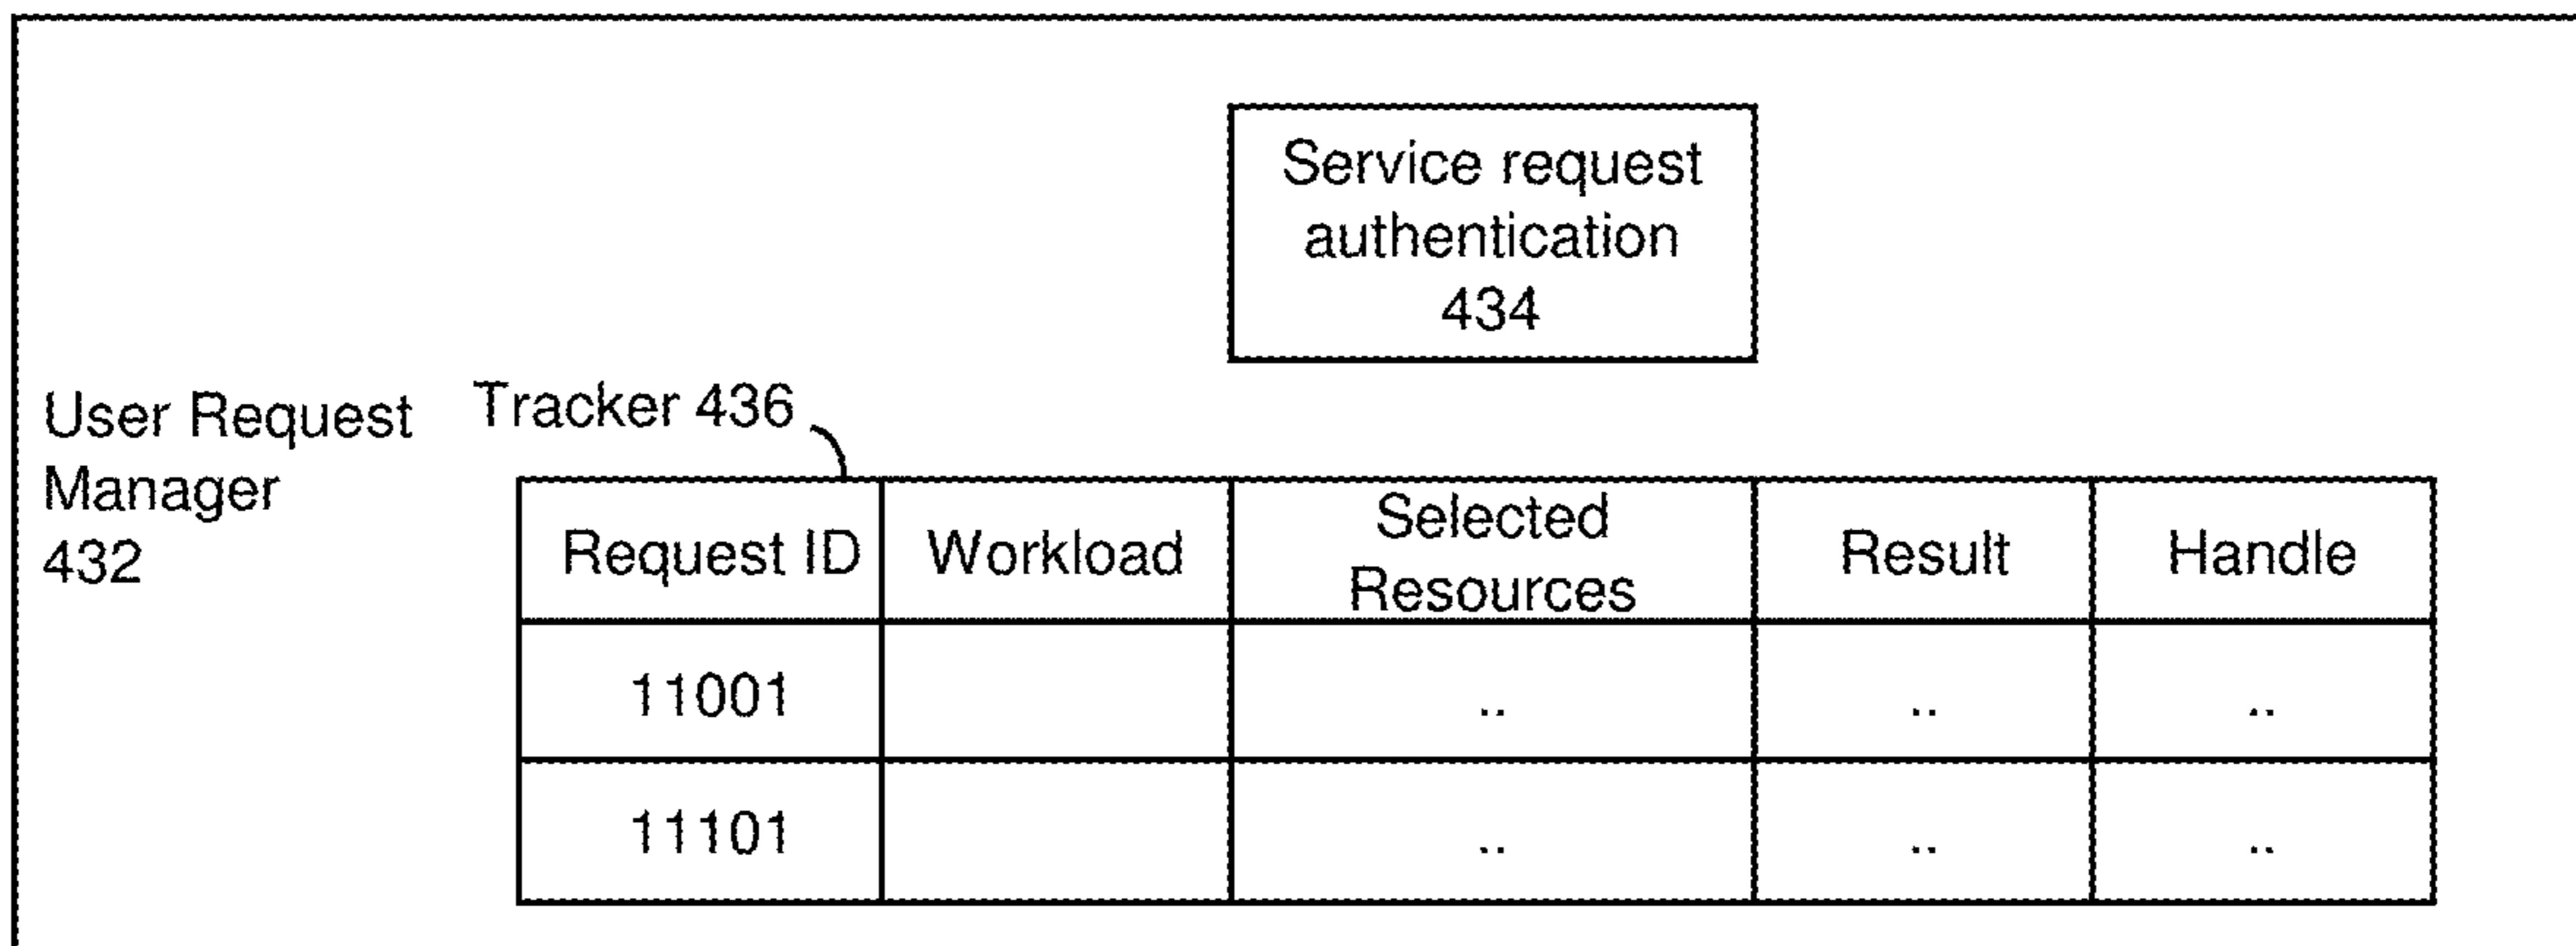 Service request
authentication
434
User Request
Manager
432
Tracker 436
Request ID Workload Selected Resources Result Handle
11001 .. .. ..
11101 .. .. ..